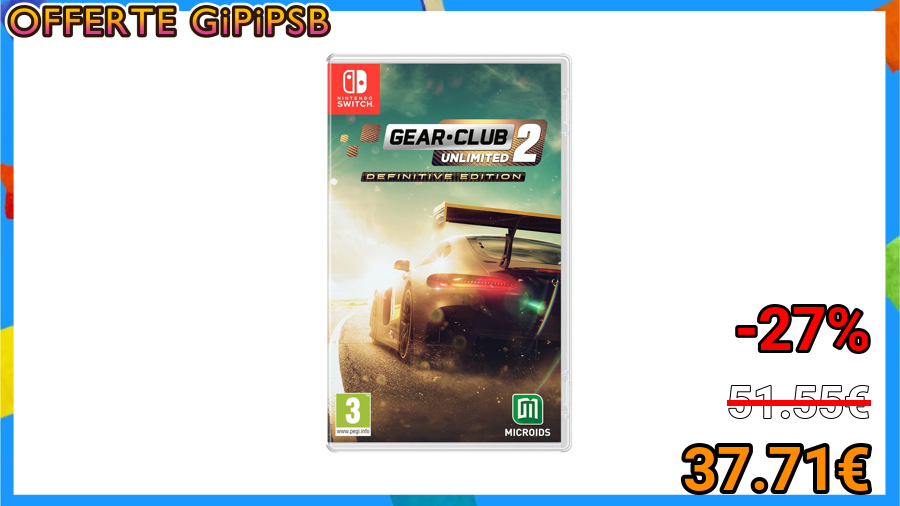 OFFERTE GiPiPSB
NINTENDO
SWITCH
GEAR•CLUB
UNLIMITED 2
DEFINITIVE EDITION
3
www.pegi.info
MICROIDS
-27%
51.55€
37.71€